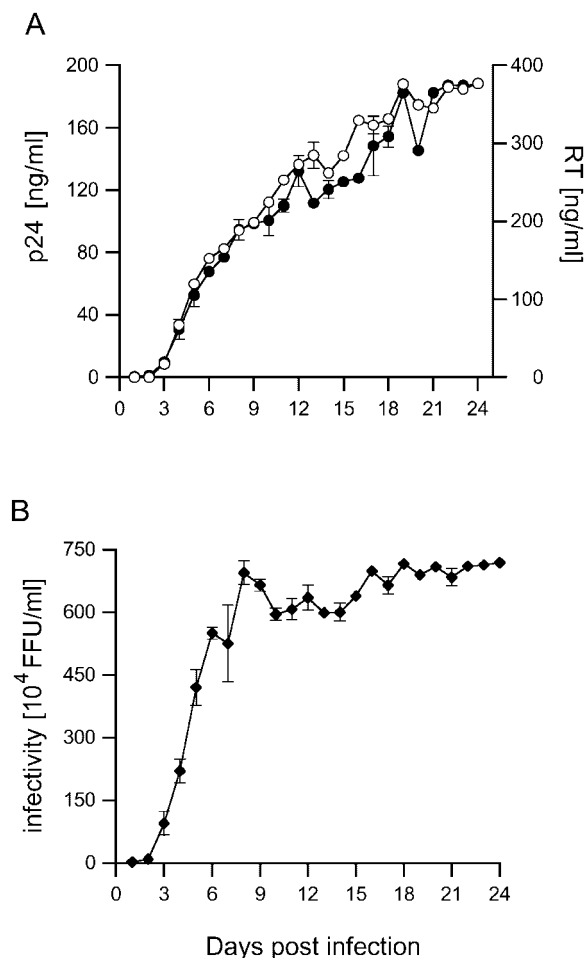 A
200
160
120
80
40
0
p24 [ng/ml]
400
300
200
100
0
RT [ng/ml]
0 3 6 9 12 15 18 21 24
B
750
600
450
300
150
0
infectivity [10⁴ FFU/ml]
0 3 6 9 12 15 18 21 24
Days post infection